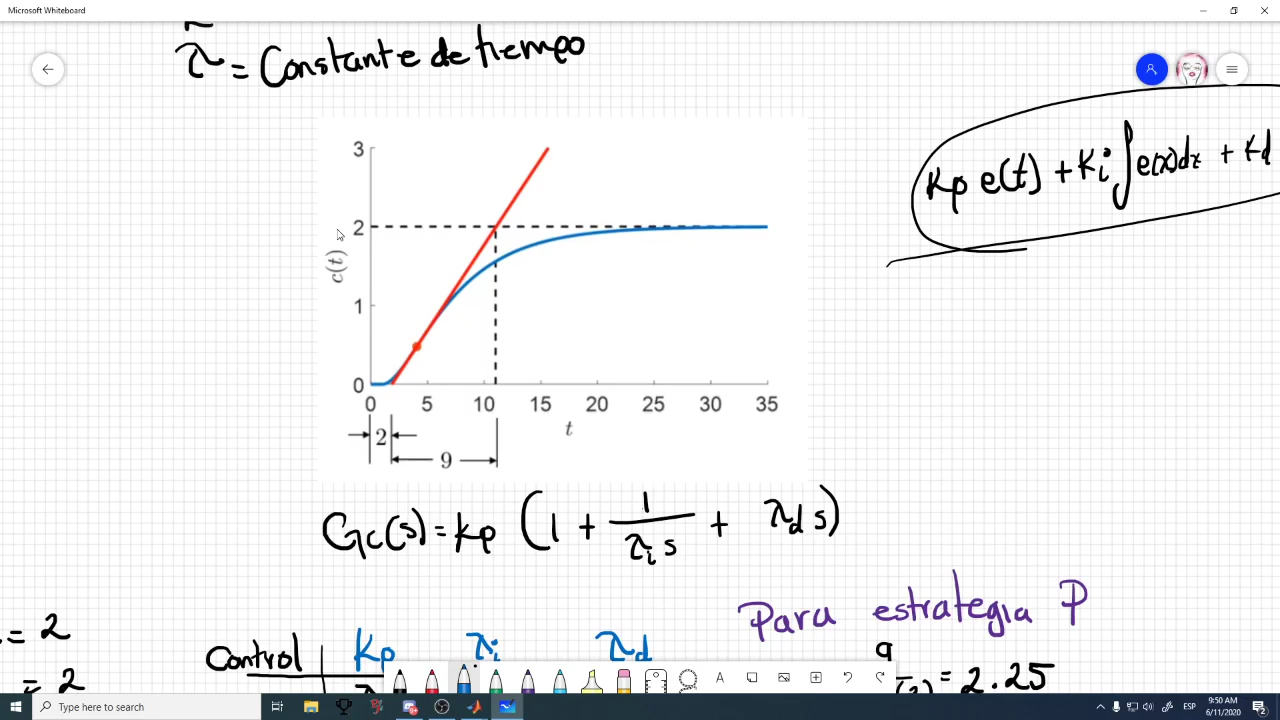 Microsoft Whiteboard
τ = Constante de tiempo
Kp e(t) + Ki ∫e(x)dx + Kd
3
2
1
0
c(t)
0 5 10 15 20 25 30 35
t
2
9
Gc(s) = Kp (1 + 1/(τi s) + τd s)
Para estrategia P
= 2
= 2
Control Kp τi τd
9
= 2.25
Type here to search
ESP
9:50 AM
6/11/2020